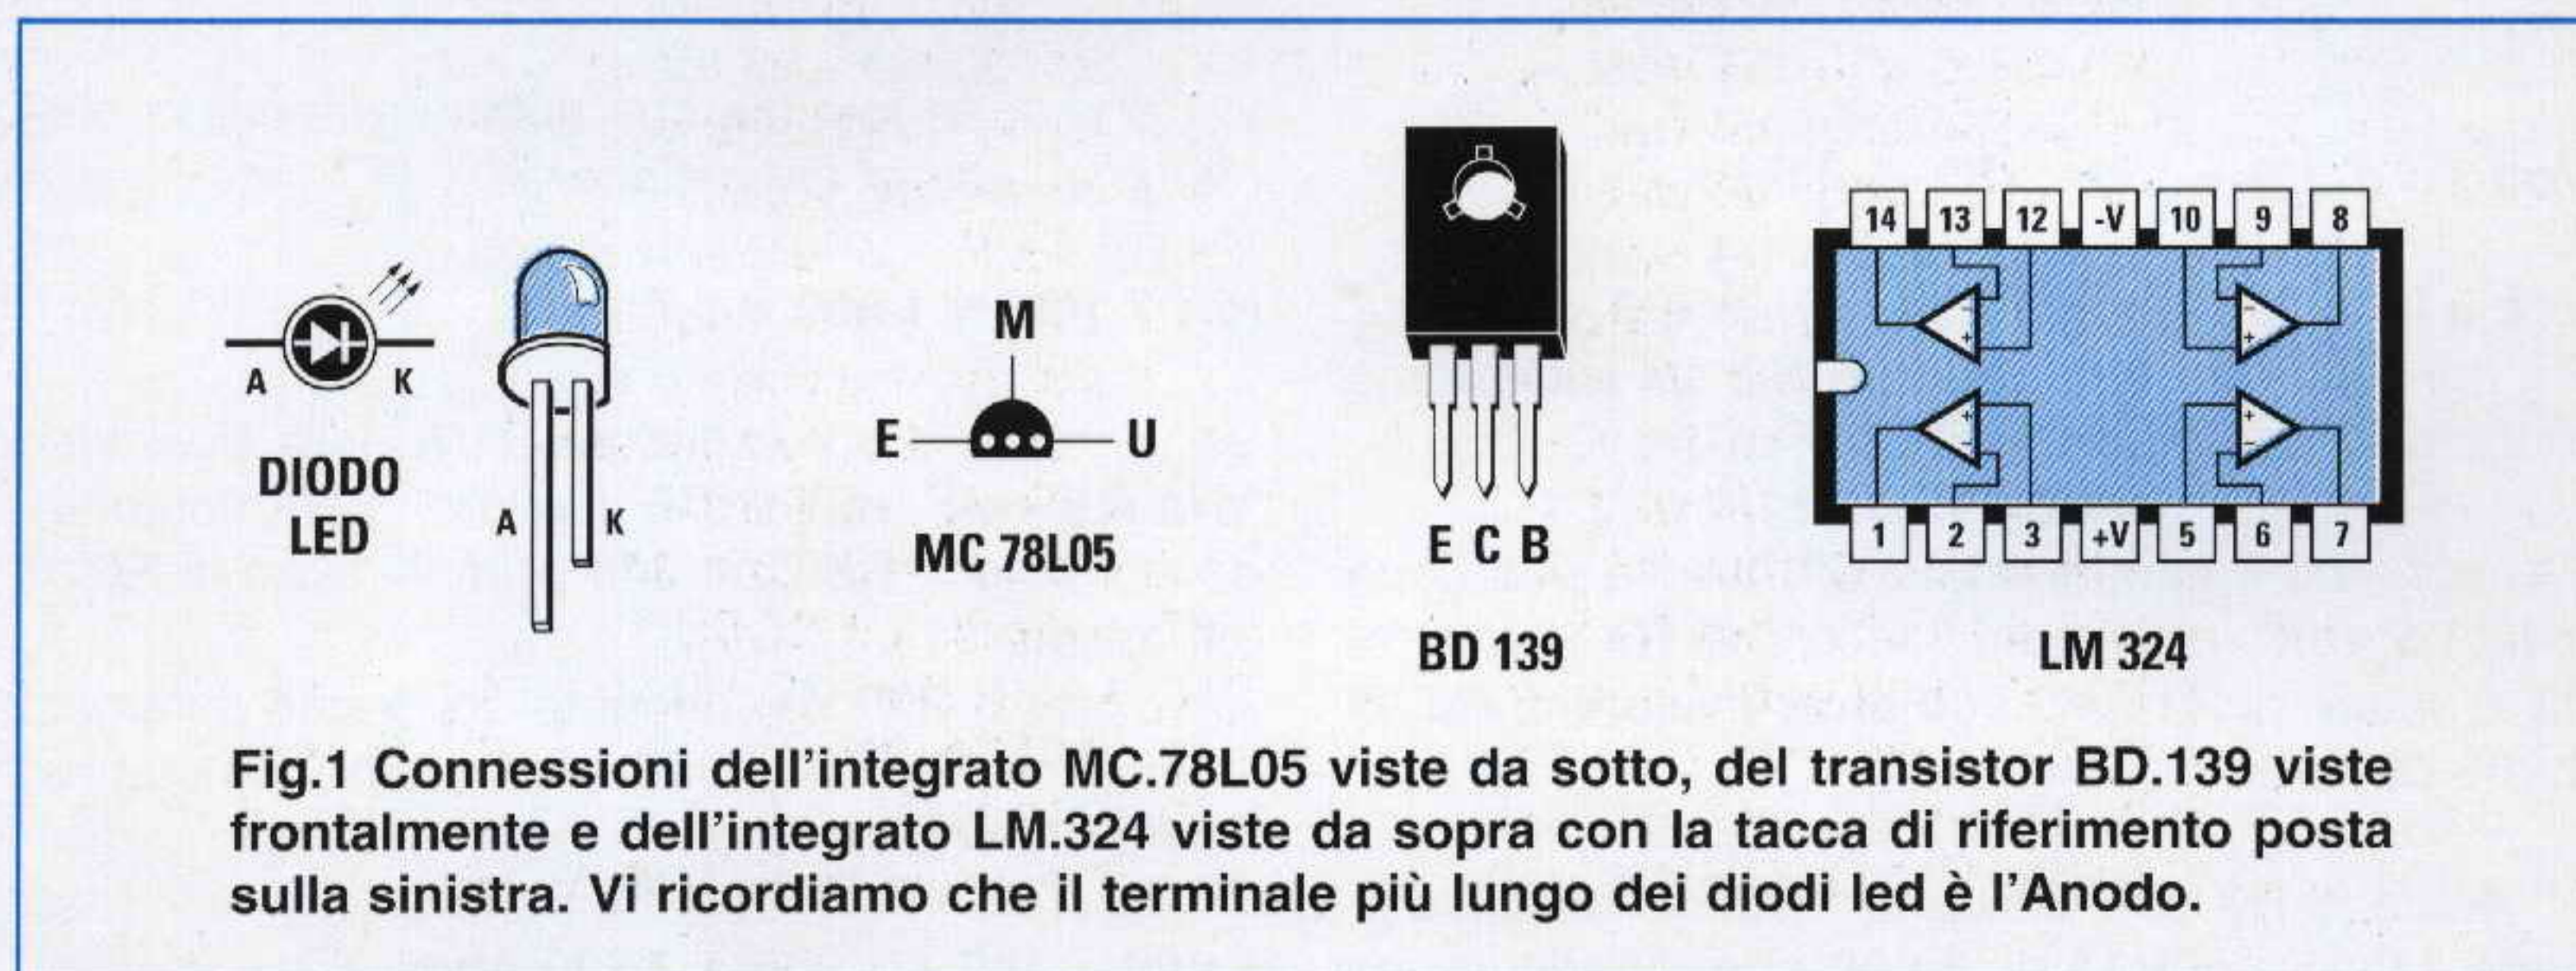 14 13 12 -V 10 9 8
M
A K
- - 
+ +
E U
+ +
- -
DIODO
LED
A K
MC 78L05
E C B
1 2 3 +V 5 6 7
BD 139
LM 324
Fig.1 Connessioni dell'integrato MC.78L05 viste da sotto, del transistor BD.139 viste
frontalmente e dell'integrato LM.324 viste da sopra con la tacca di riferimento posta
sulla sinistra. Vi ricordiamo che il terminale più lungo dei diodi led è l'Anodo.